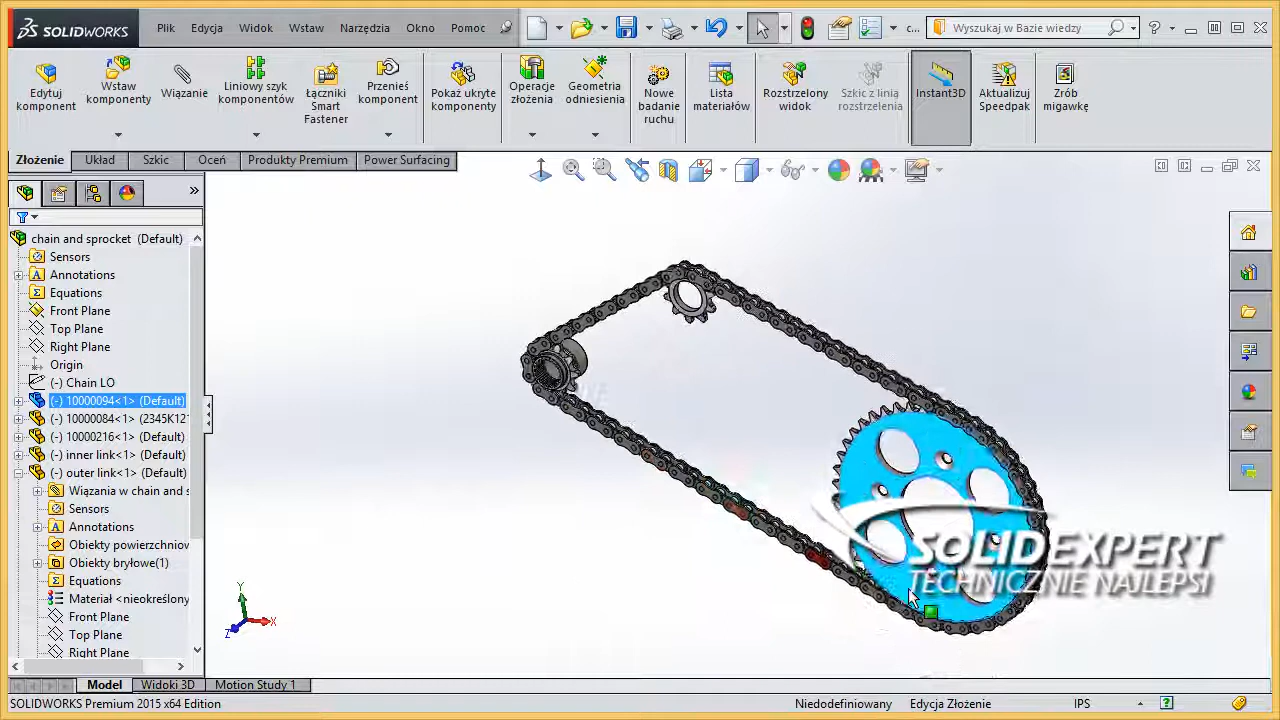 SOLIDWORKS
Plik Edycja Widok Wstaw Narzędzia Okno Pomoc
c...
Wyszukaj w Bazie wiedzy
?
Edytuj komponent
Wstaw komponenty
Wiązanie
Liniowy szyk komponentów
Łączniki Smart Fastener
Przenieś komponent
Pokaż ukryte komponenty
Operacje złożenia
Geometria odniesienia
Nowe badanie ruchu
Lista materiałów
Rozstrzelony widok
Szkic z linią rozstrzelenia
Instant3D
Aktualizuj Speedpak
Zrób migawkę
Złożenie Układ Szkic Oceń Produkty Premium Power Surfacing
chain and sprocket (Default)
Sensors
Annotations
Equations
Front Plane
Top Plane
Right Plane
Origin
(-) Chain LO
(-) 10000094<1> (Default)
(-) 10000084<1> (2345K12
(-) 10000216<1> (Default)
(-) inner link<1> (Default)
(-) outer link<1> (Default)
Wiązania w chain and s
Sensors
Annotations
Obiekty powierzchniow
Obiekty bryłowe(1)
Equations
Materiał <nieokreślony
Front Plane
Top Plane
Right Plane
Y
X
Z
SOLIDEXPERT
TECHNICZNIE NAJLEPSI
Model Widoki 3D Motion Study 1
SOLIDWORKS Premium 2015 x64 Edition
Niedodefiniowany Edycja Złożenie IPS